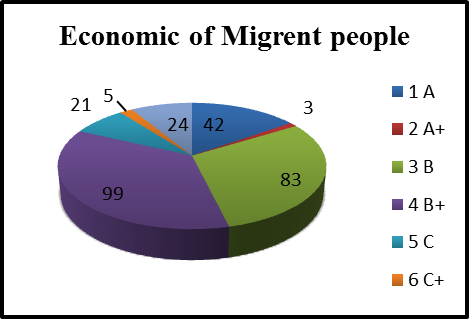 Economic of Migrent people
5
3
21
24
42
83
99
1 A
2 A+
3 B
4 B+
5 C
6 C+